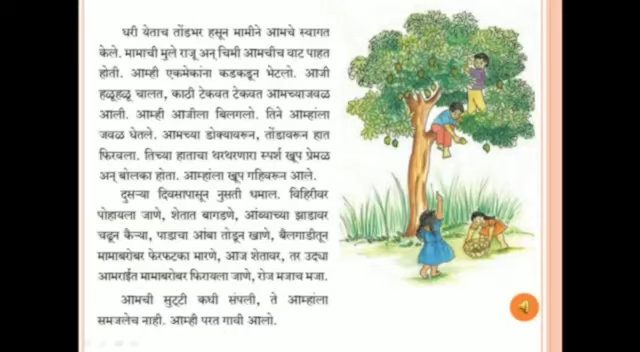 घरी येताच तोंडभर हसून मामीने आमचे स्वागत
केले. मामाची मुले राजू अन् चिमी आमचीच वाट पाहत
होती. आम्ही एकमेकांना कडकडून भेटलो. आजी
हळूहळू चालत, काठी टेकवत टेकवत आमच्याजवळ
आली. आम्ही आजीला बिलगलो. तिने आम्हांला
जवळ घेतले. आमच्या डोक्यावरून, तोंडावरून हात
फिरवला. तिच्या हाताचा थरथरणारा स्पर्श खूप प्रेमळ
अन् बोलका होता. आम्हांला खूप गहिवरून आले.
दुसऱ्या दिवसापासून नुसती धमाल. विहिरीवर
पोहायला जाणे, शेतात बागडणे, आंब्याच्या झाडावर
चढून कैऱ्या, पाडाचा आंबा तोडून खाणे, बैलगाडीतून
मामाबरोबर फेरफटका मारणे, आज शेतावर, तर उद्या
आमराईत मामाबरोबर फिरायला जाणे, रोज मजाच मजा.
आमची सुट्टी कधी संपली, ते आम्हांला
समजलेच नाही. आम्ही परत गावी आलो.